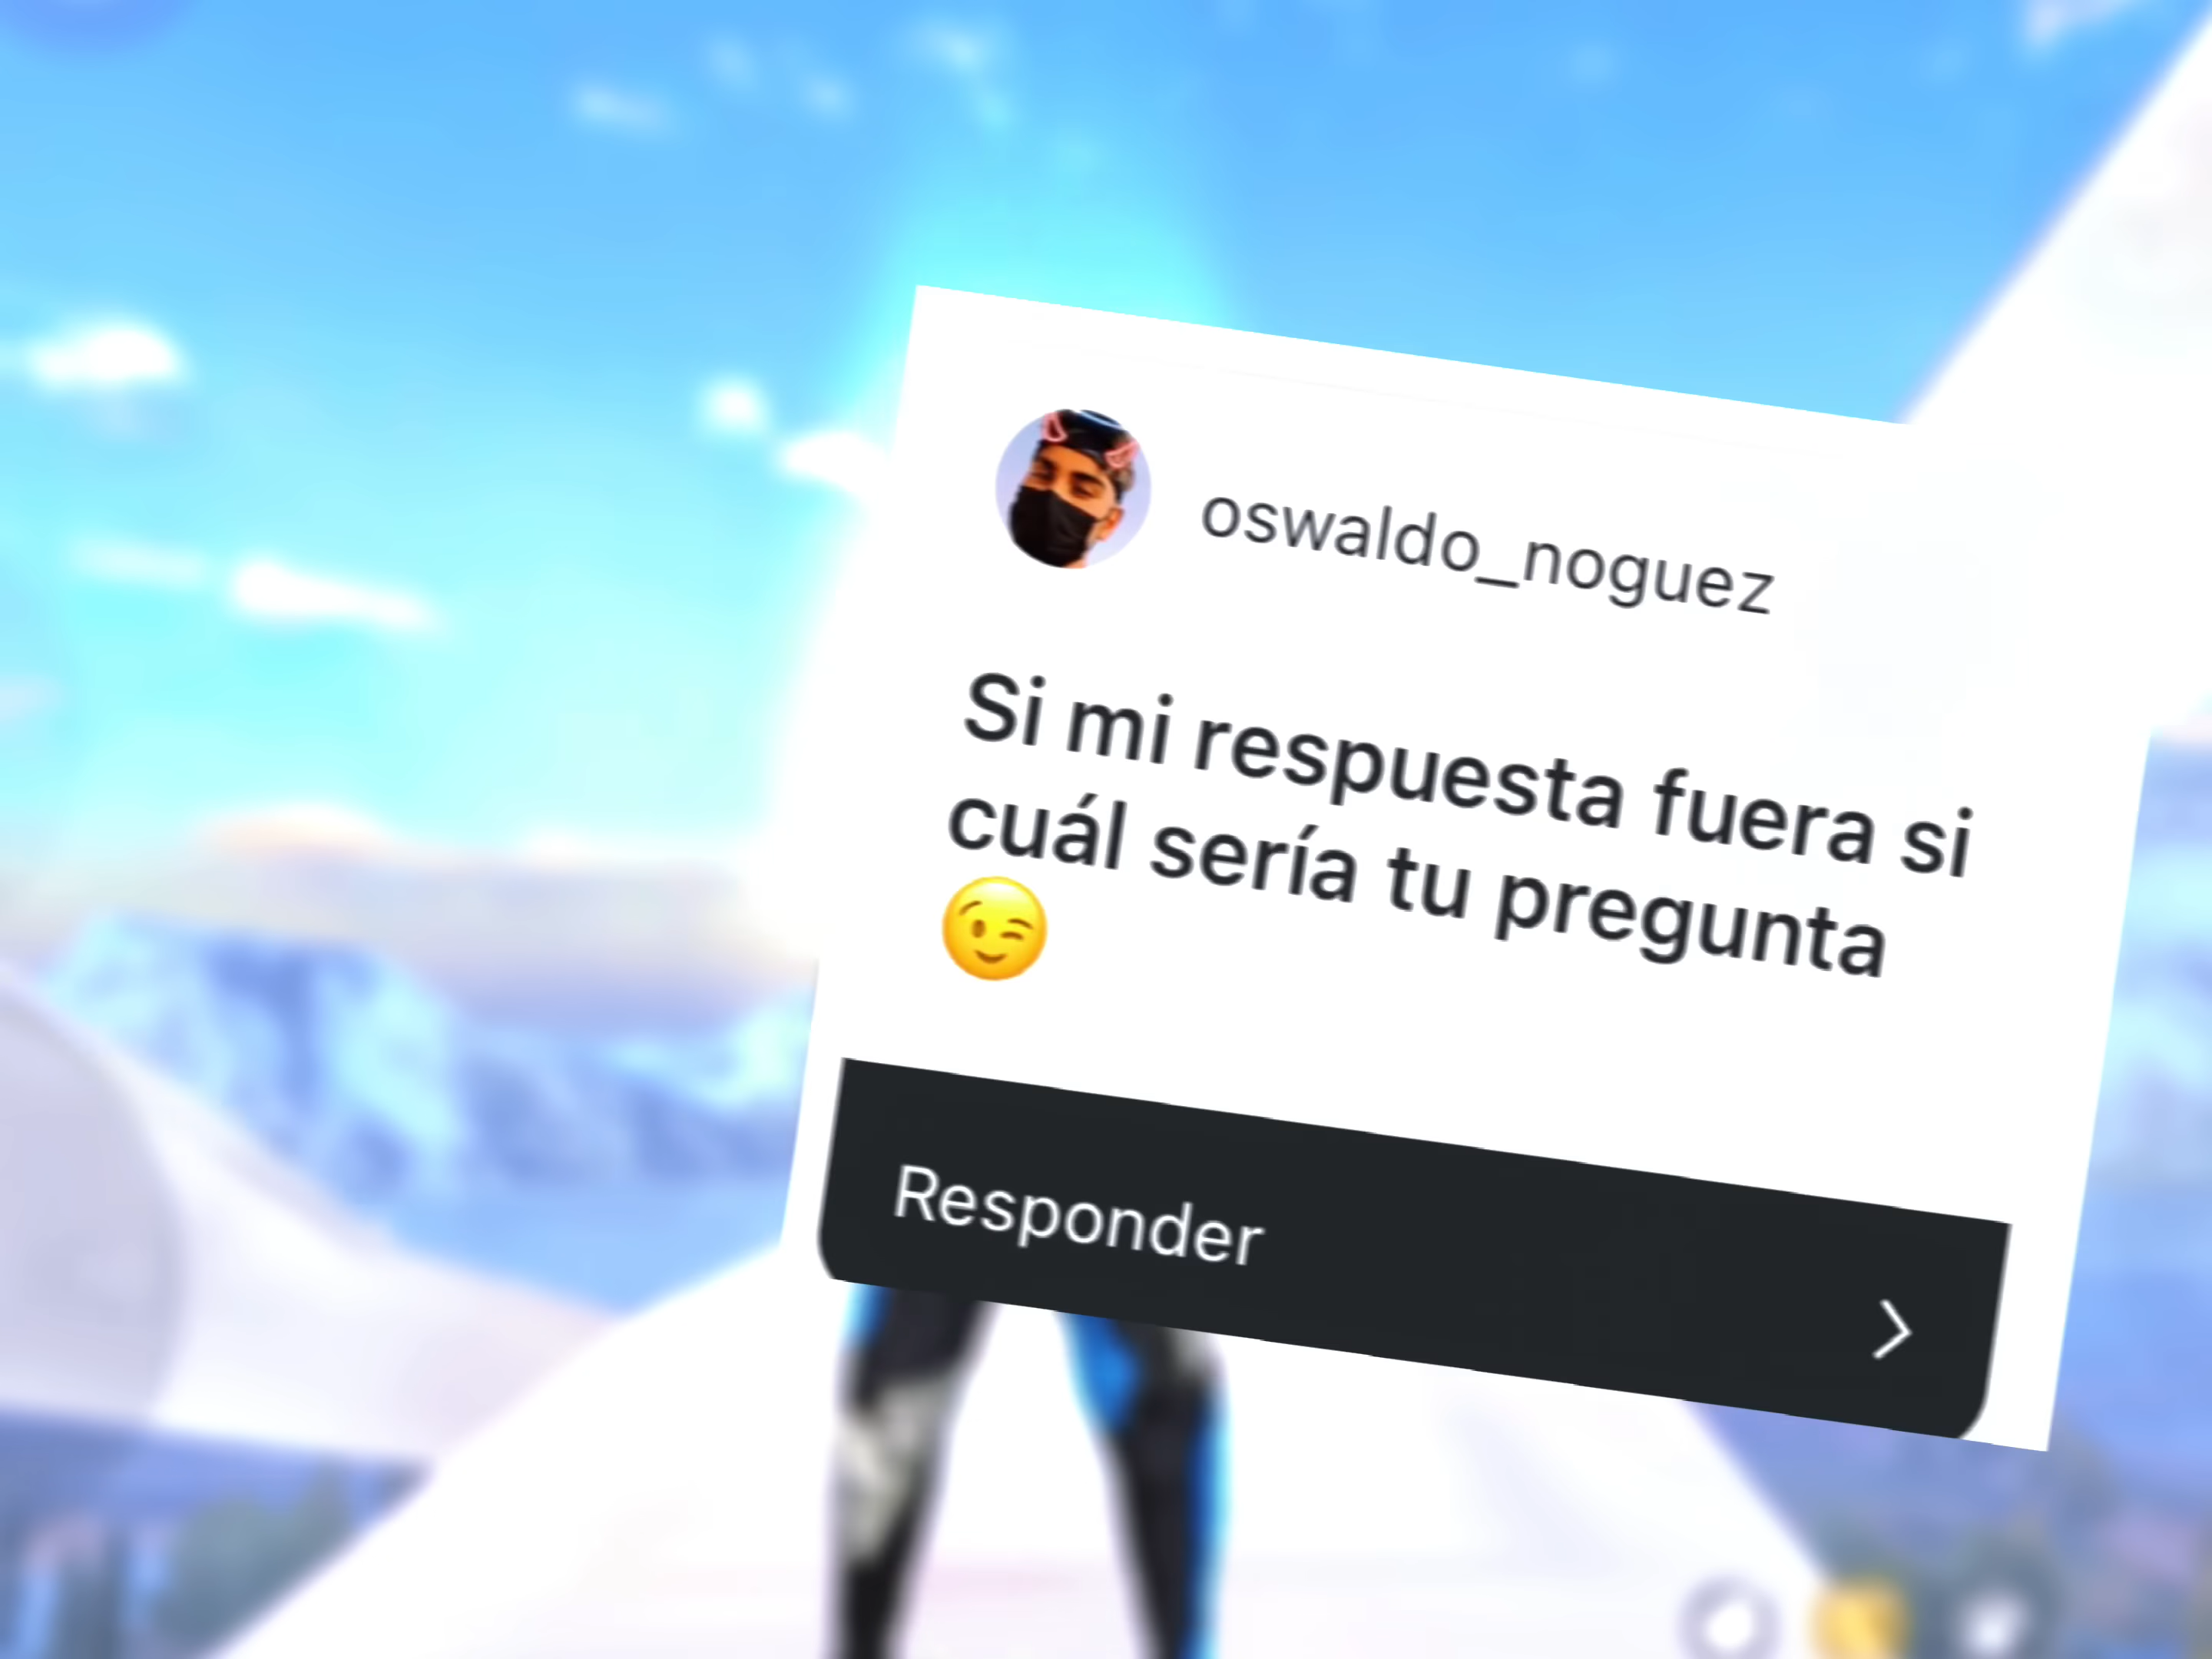 oswaldo_noguez
Si mi respuesta fuera si
cuál sería tu pregunta
😉
Responder